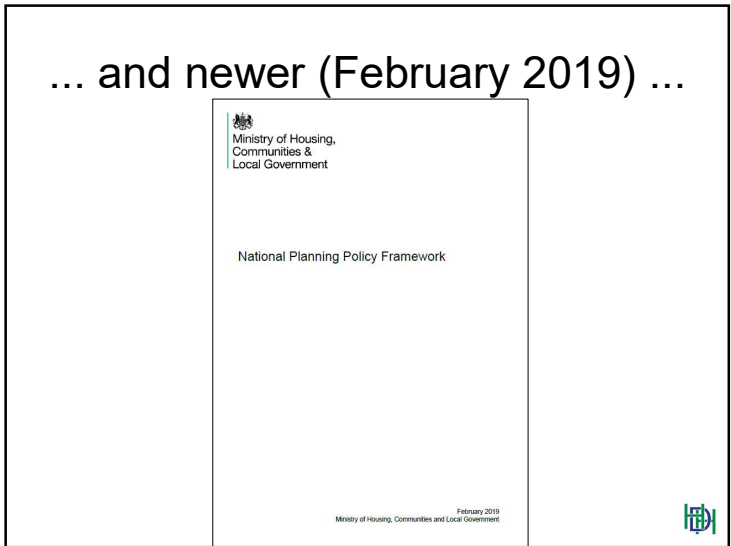 ... and newer (February 2019) ...
Ministry of Housing,
Communities &
Local Government
National Planning Policy Framework
February 2019
Ministry of Housing, Communities and Local Government
HDH